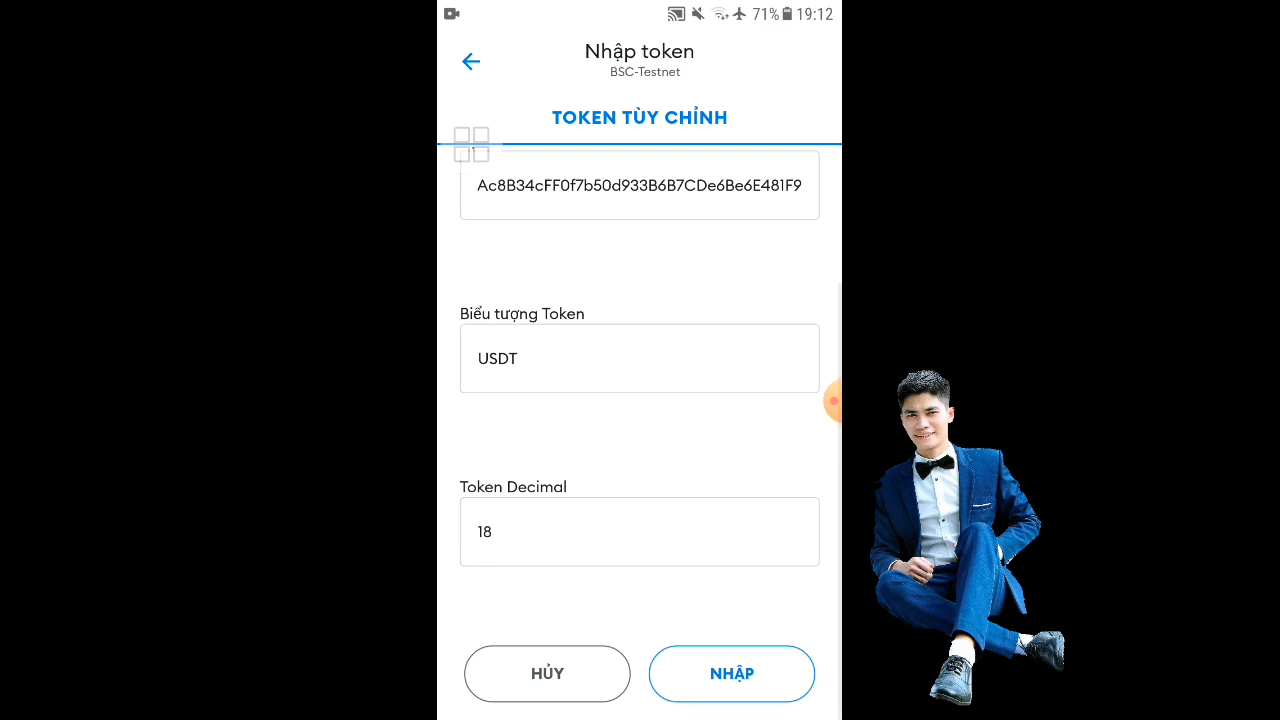 71% 19:12
Nhập token
BSC-Testnet
TOKEN TÙY CHỈNH
Ac8B34cFF0f7b50d933B6B7CDe6Be6E481F9
Biểu tượng Token
USDT
Token Decimal
18
HỦY
NHẬP